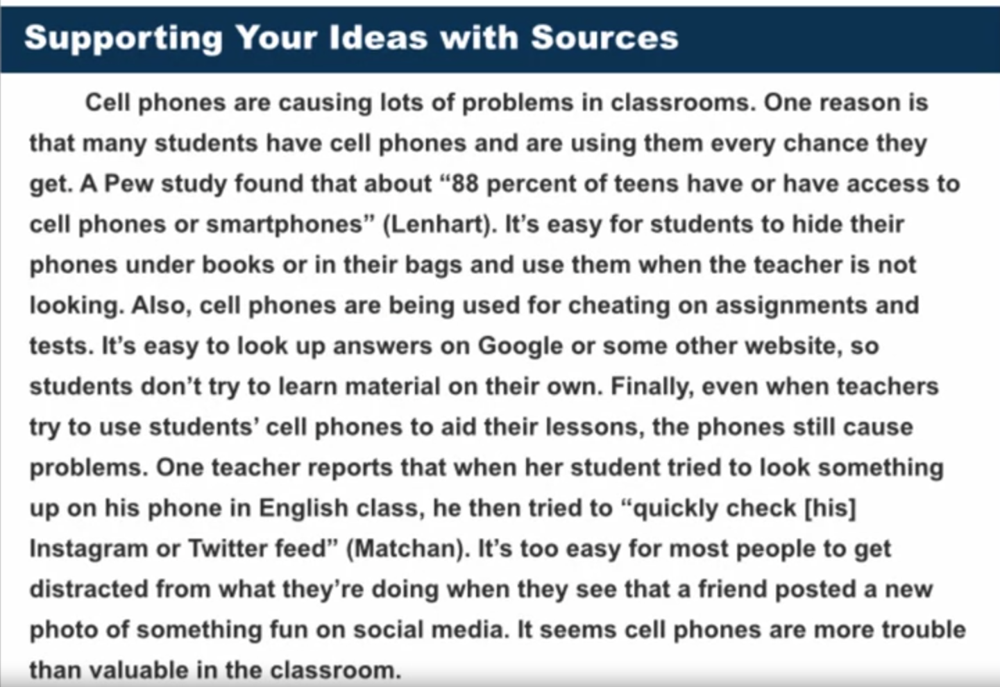 Supporting Your Ideas with Sources
Cell phones are causing lots of problems in classrooms. One reason is
that many students have cell phones and are using them every chance they
get. A Pew study found that about “88 percent of teens have or have access to
cell phones or smartphones” (Lenhart). It’s easy for students to hide their
phones under books or in their bags and use them when the teacher is not
looking. Also, cell phones are being used for cheating on assignments and
tests. It’s easy to look up answers on Google or some other website, so
students don’t try to learn material on their own. Finally, even when teachers
try to use students’ cell phones to aid their lessons, the phones still cause
problems. One teacher reports that when her student tried to look something
up on his phone in English class, he then tried to “quickly check [his]
Instagram or Twitter feed” (Matchan). It’s too easy for most people to get
distracted from what they’re doing when they see that a friend posted a new
photo of something fun on social media. It seems cell phones are more trouble
than valuable in the classroom.